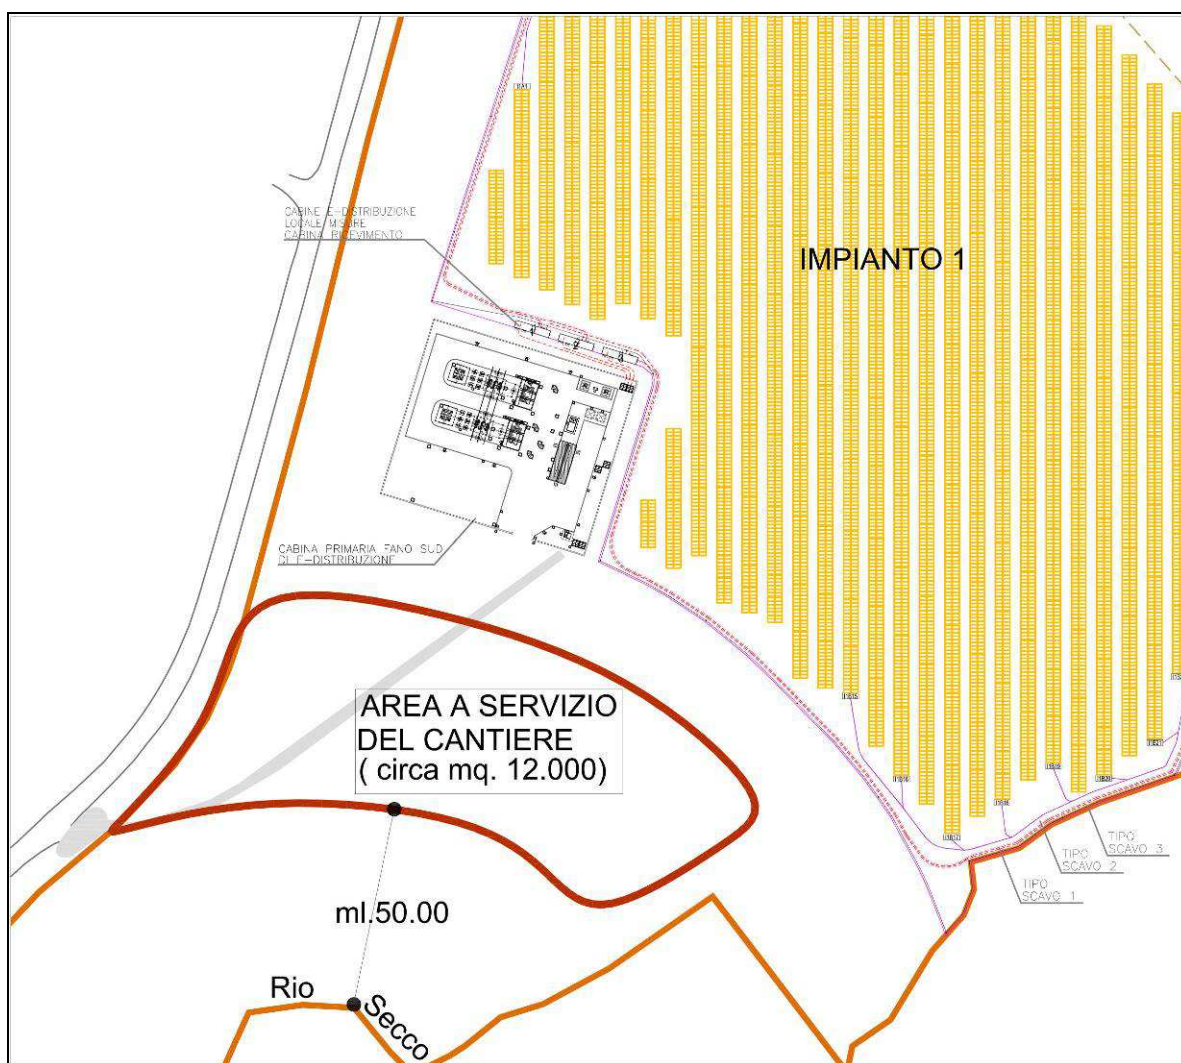 CABINE E-DISTRIBUZIONE
LOCALE MISURE
CABINA RICEVIMENTO
IMPIANTO 1
CABINA PRIMARIA FANO SUD
DI E-DISTRIBUZIONE
AREA A SERVIZIO
DEL CANTIERE
( circa mq. 12.000)
TIPO
SCAVO 3
TIPO
SCAVO 2
TIPO
SCAVO 1
ml.50.00
Rio
Secco